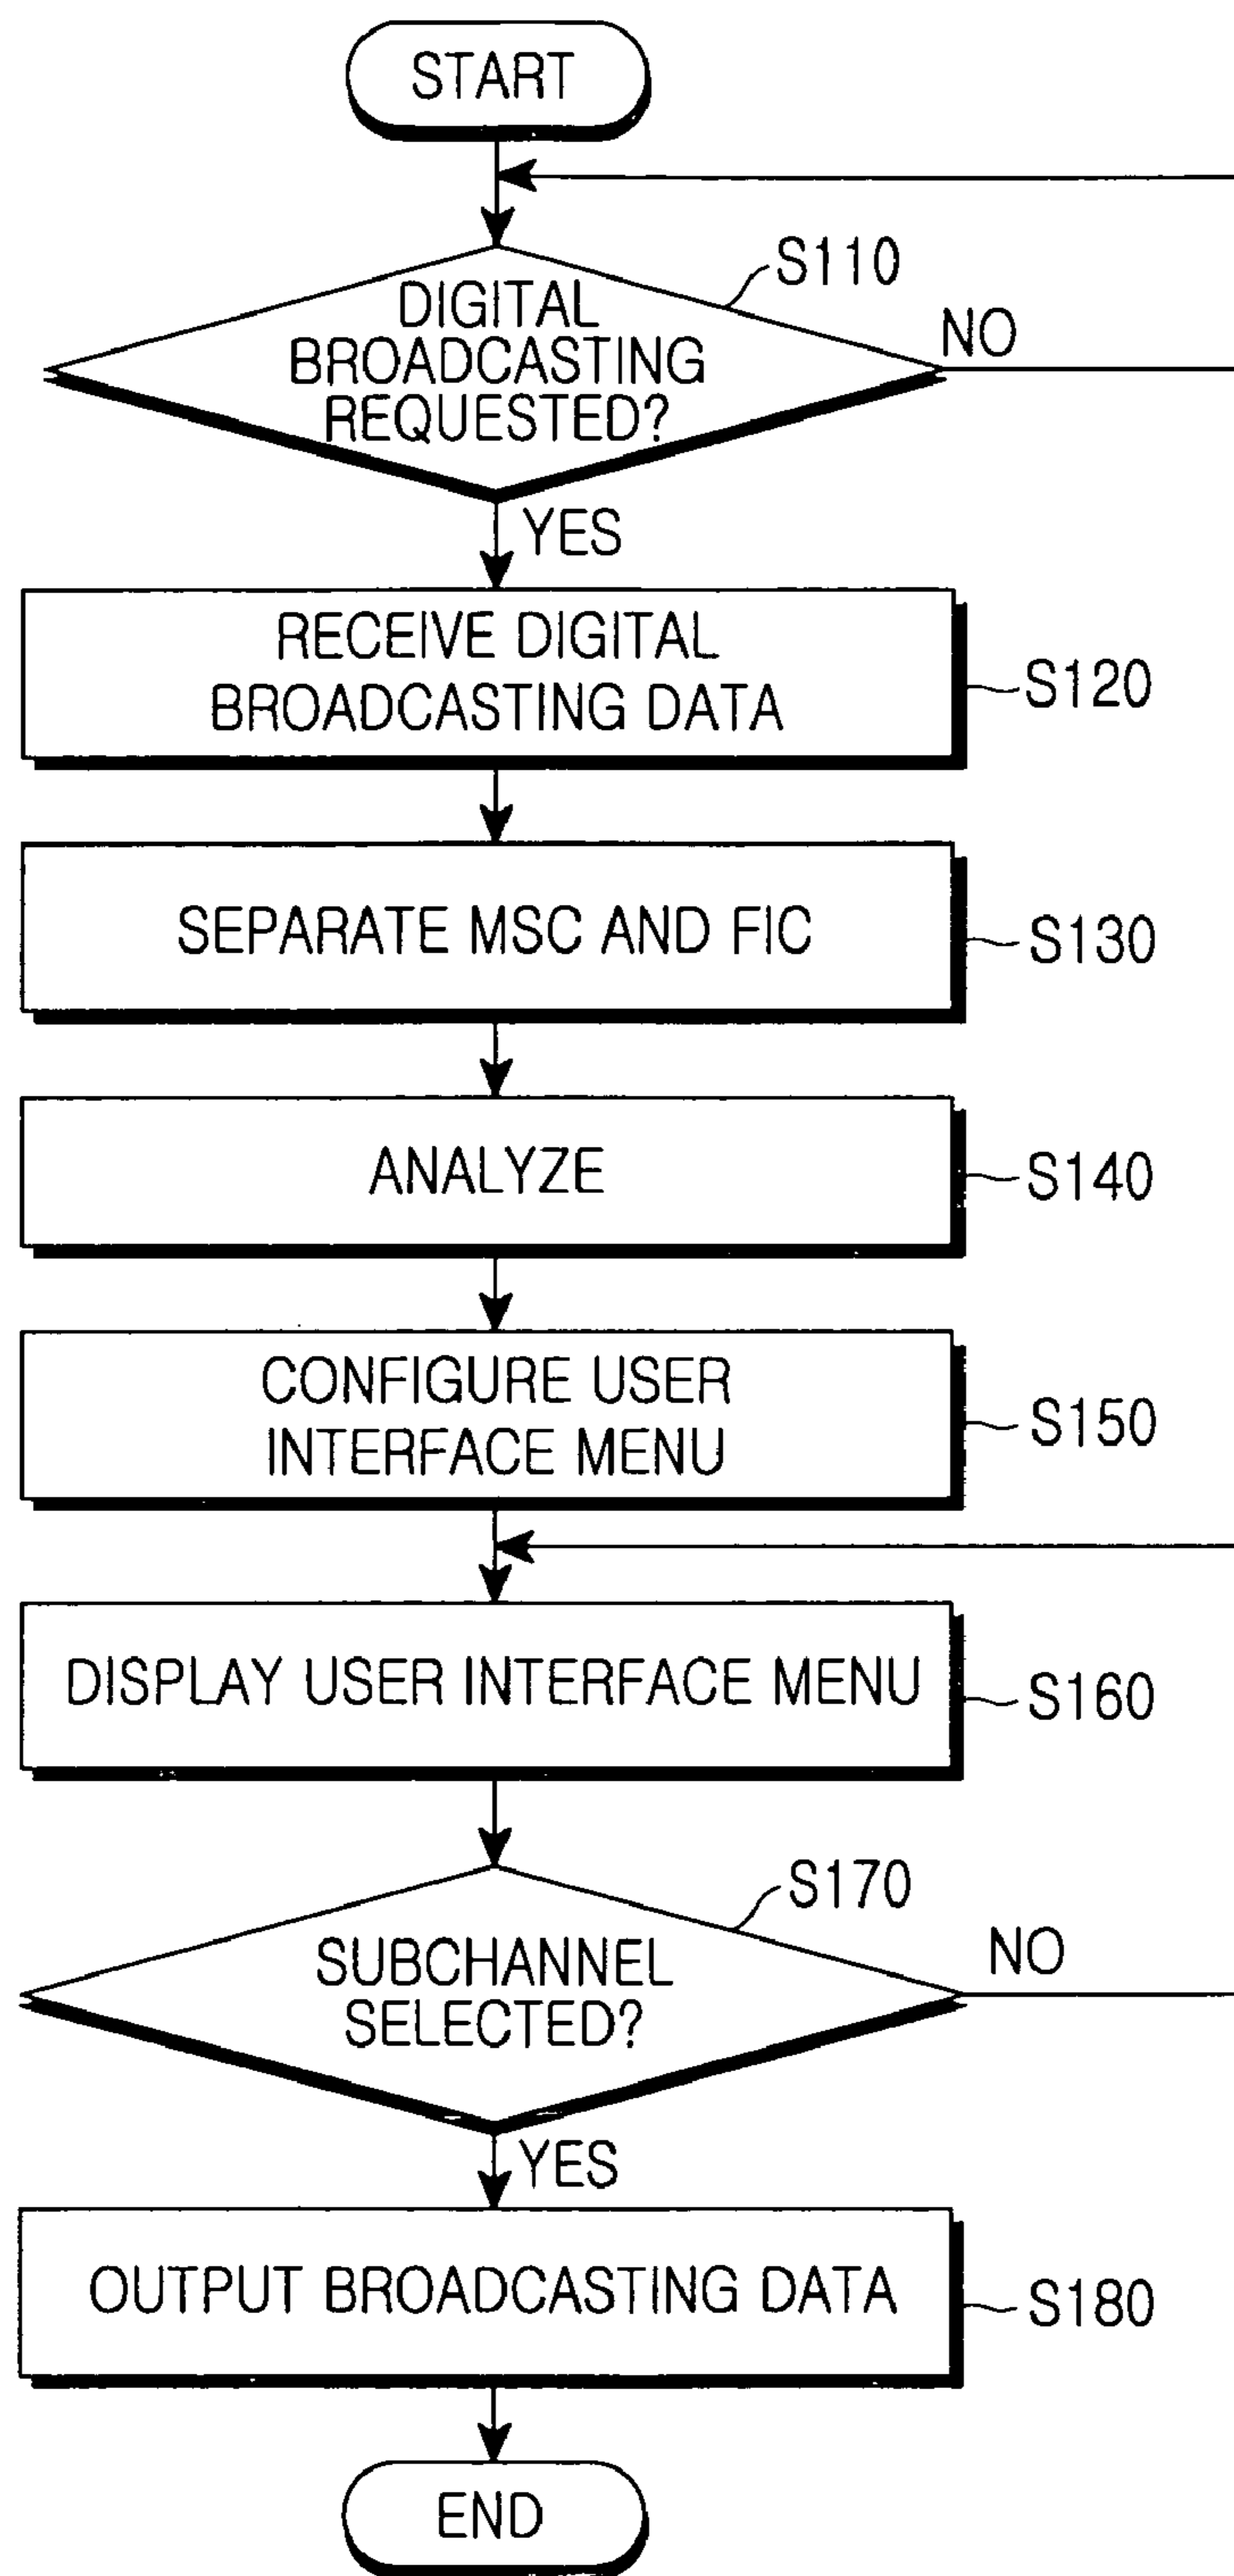 START
S110
DIGITAL
BROADCASTING
REQUESTED?
NO
YES
RECEIVE DIGITAL
BROADCASTING DATA
S120
SEPARATE MSC AND FIC
S130
ANALYZE
S140
CONFIGURE USER
INTERFACE MENU
S150
DISPLAY USER INTERFACE MENU
S160
S170
SUBCHANNEL
SELECTED?
NO
YES
OUTPUT BROADCASTING DATA
S180
END